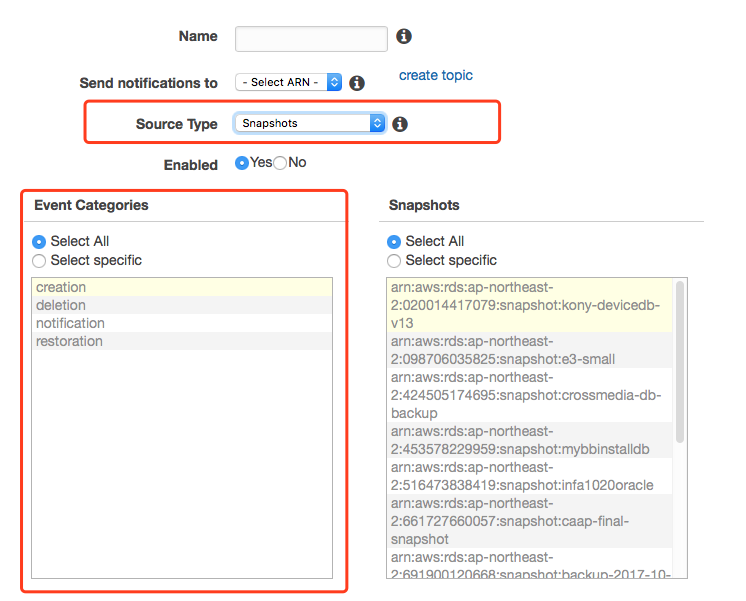 Name
Send notifications to - Select ARN - create topic
Source Type Snapshots
Enabled Yes No
Event Categories
Select All
Select specific
creation
deletion
notification
restoration
Snapshots
Select All
Select specific
arn:aws:rds:ap-northeast-
2:020014417079:snapshot:kony-devicedb-
v13
arn:aws:rds:ap-northeast-
2:098706035825:snapshot:e3-small
arn:aws:rds:ap-northeast-
2:424505174695:snapshot:crossmedia-db-
backup
arn:aws:rds:ap-northeast-
2:453578229959:snapshot:mybbinstalldb
arn:aws:rds:ap-northeast-
2:516473838419:snapshot:infa1020oracle
arn:aws:rds:ap-northeast-
2:661727660057:snapshot:caap-final-
snapshot
arn:aws:rds:ap-northeast-
2:691900120668:snapshot:backup-2017-10-